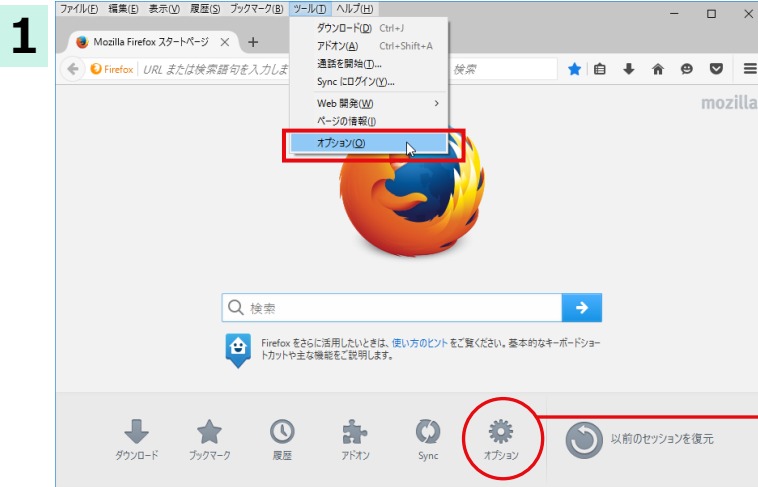 1
ファイル(F) 編集(E) 表示(V) 履歴(S) ブックマーク(B) ツール(T) ヘルプ(H)
Mozilla Firefox スタートページ
ダウンロード(D) Ctrl+J
アドオン(A) Ctrl+Shift+A
通話を開始(T)...
Sync にログイン(Y)...
Web 開発(W)
ページの情報(I)
オプション(O)
Firefox URL または検索語句を入力しま
検索
mozilla
検索
Firefox をさらに活用したいときは、使い方のヒントをご覧ください。基本的なキーボードショー
トカットや主な機能をご説明します。
ダウンロード ブックマーク 履歴 アドオン Sync オプション
以前のセッションを復元